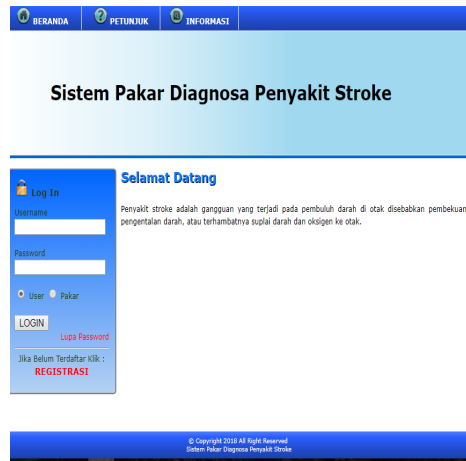 BERANDA
PETUNJUK
INFORMASI
Sistem Pakar Diagnosa Penyakit Stroke
Log In
Username
Password
User
Pakar
LOGIN
Lupa Password
Jika Belum Terdaftar Klik :
REGISTRASI
Selamat Datang
Penyakit stroke adalah gangguan yang terjadi pada pembuluh darah di otak disebabkan pembekuan
pengentalan darah, atau terhambatnya suplai darah dan oksigen ke otak.
© Copyright 2018 All Right Reserved
Sistem Pakar Diagnosa Penyakit Stroke